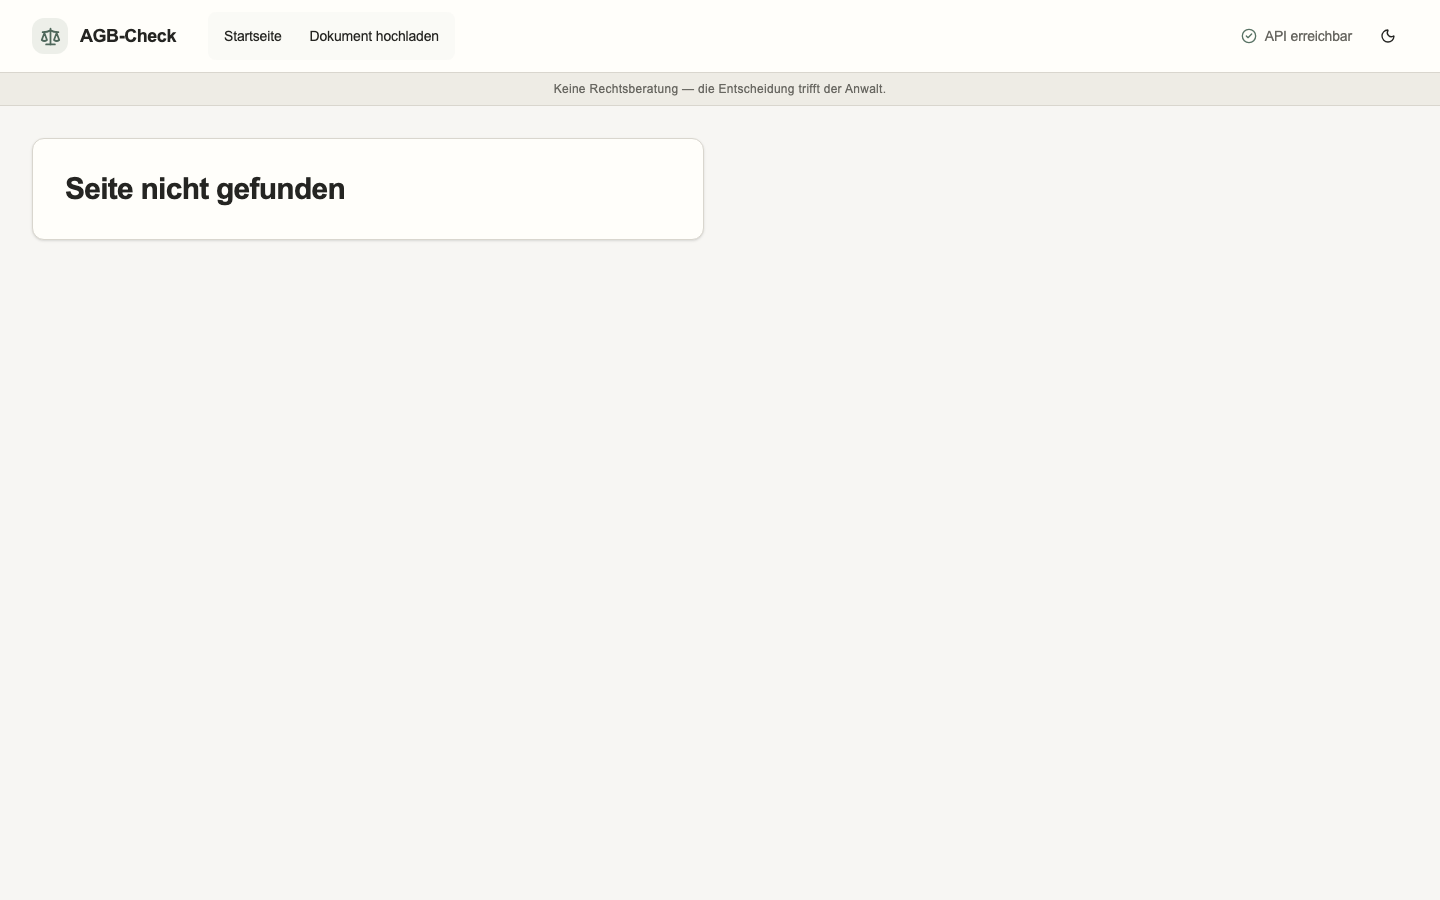 AGB-Check
Startseite
Dokument hochladen
API erreichbar
Keine Rechtsberatung — die Entscheidung trifft der Anwalt.
Seite nicht gefunden